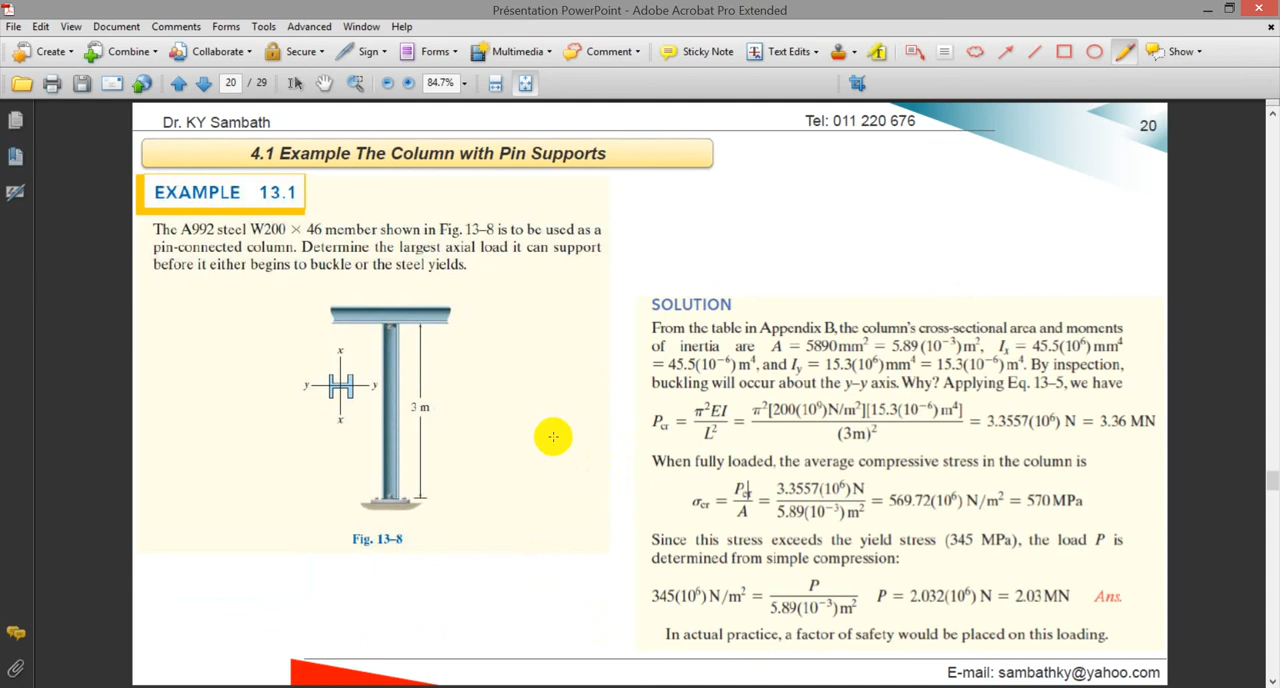 Présentation PowerPoint - Adobe Acrobat Pro Extended
File Edit View Document Comments Forms Tools Advanced Window Help
Create Combine Collaborate Secure Sign Forms Multimedia Comment Sticky Note Text Edits Show
20 / 29 84.7%
Dr. KY Sambath
Tel: 011 220 676
20
4.1 Example The Column with Pin Supports
EXAMPLE 13.1
The A992 steel W200 × 46 member shown in Fig. 13–8 is to be used as a
pin-connected column. Determine the largest axial load it can support
before it either begins to buckle or the steel yields.
x
y y
x
3 m
Fig. 13–8
SOLUTION
From the table in Appendix B, the column's cross-sectional area and moments
of inertia are A = 5890 mm² = 5.89(10⁻³) m², Iₓ = 45.5(10⁶) mm⁴
= 45.5(10⁻⁶) m⁴, and I_y = 15.3(10⁶) mm⁴ = 15.3(10⁻⁶) m⁴. By inspection,
buckling will occur about the y–y axis. Why? Applying Eq. 13–5, we have
P_cr = π²EI / L² = π²[200(10⁹) N/m²][15.3(10⁻⁶) m⁴] / (3 m)² = 3.3557(10⁶) N = 3.36 MN
When fully loaded, the average compressive stress in the column is
σ_cr = P_cr / A = 3.3557(10⁶) N / 5.89(10⁻³) m² = 569.72(10⁶) N/m² = 570 MPa
Since this stress exceeds the yield stress (345 MPa), the load P is
determined from simple compression:
345(10⁶) N/m² = P / 5.89(10⁻³) m² P = 2.032(10⁶) N = 2.03 MN Ans.
In actual practice, a factor of safety would be placed on this loading.
E-mail: sambathky@yahoo.com